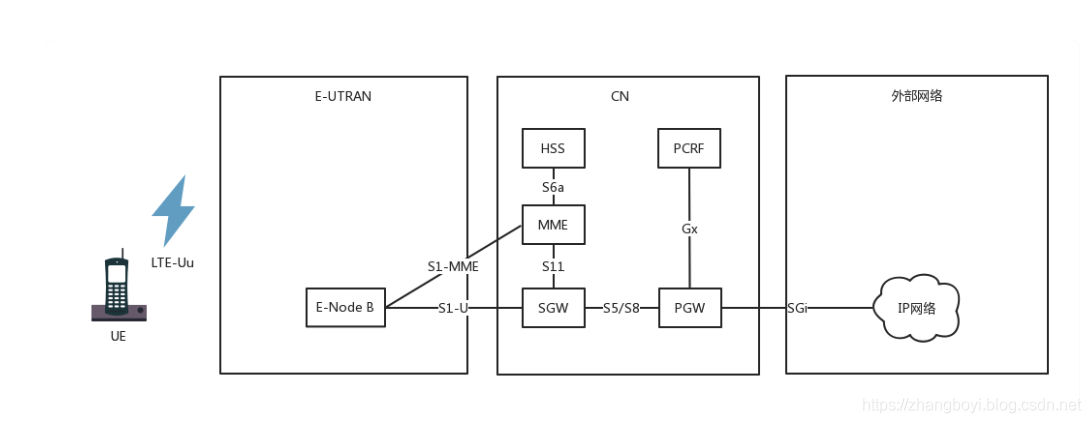 E-UTRAN
CN
外部网络
HSS
PCRF
S6a
MME
Gx
LTE-Uu
S1-MME
S11
E-Node B
S1-U
SGW
S5/S8
PGW
SGi
IP网络
UE
https://zhangboyi.blog.csdn.net